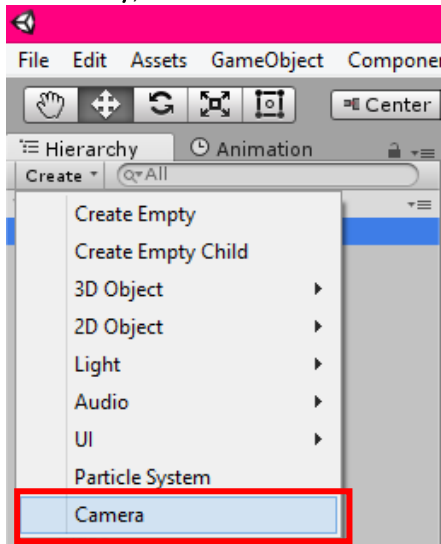 File Edit Assets GameObject Compone
Center
Hierarchy Animation
Create All
Create Empty
Create Empty Child
3D Object
2D Object
Light
Audio
UI
Particle System
Camera